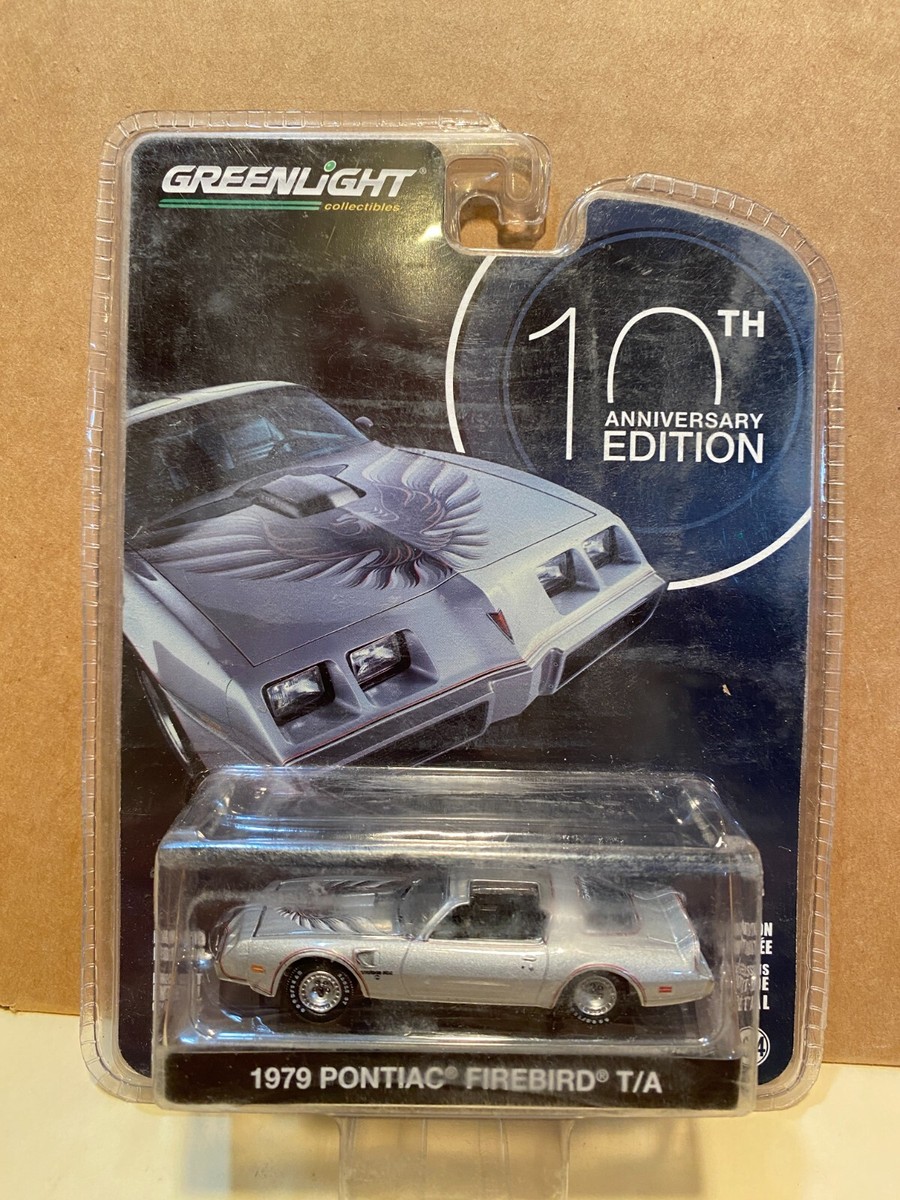 GREENLiGHT®
collectibles
10TH
ANNIVERSARY
EDITION
1979 PONTIAC® FIREBIRD® T/A